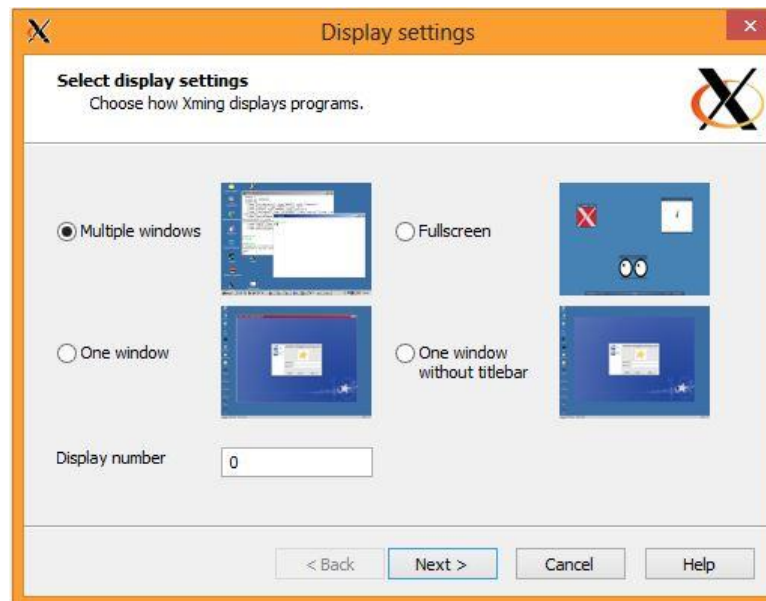 Display settings
Select display settings
Choose how Xming displays programs.
Multiple windows
Fullscreen
One window
One window
without titlebar
Display number
0
< Back
Next >
Cancel
Help